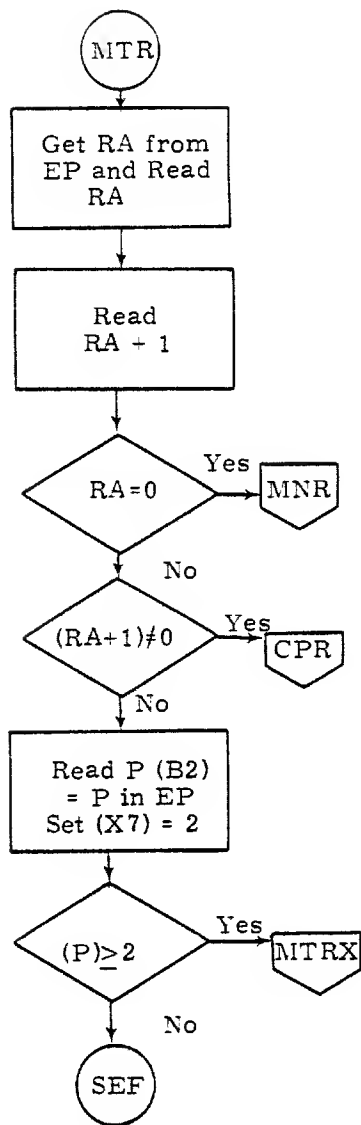 MTR
Get RA from
EP and Read
RA
Read
RA + 1
RA=0
Yes
MNR
No
(RA+1)≠0
Yes
CPR
No
Read P (B2)
= P in EP
Set (X7) = 2
(P)≥2
Yes
MTRX
No
SEF